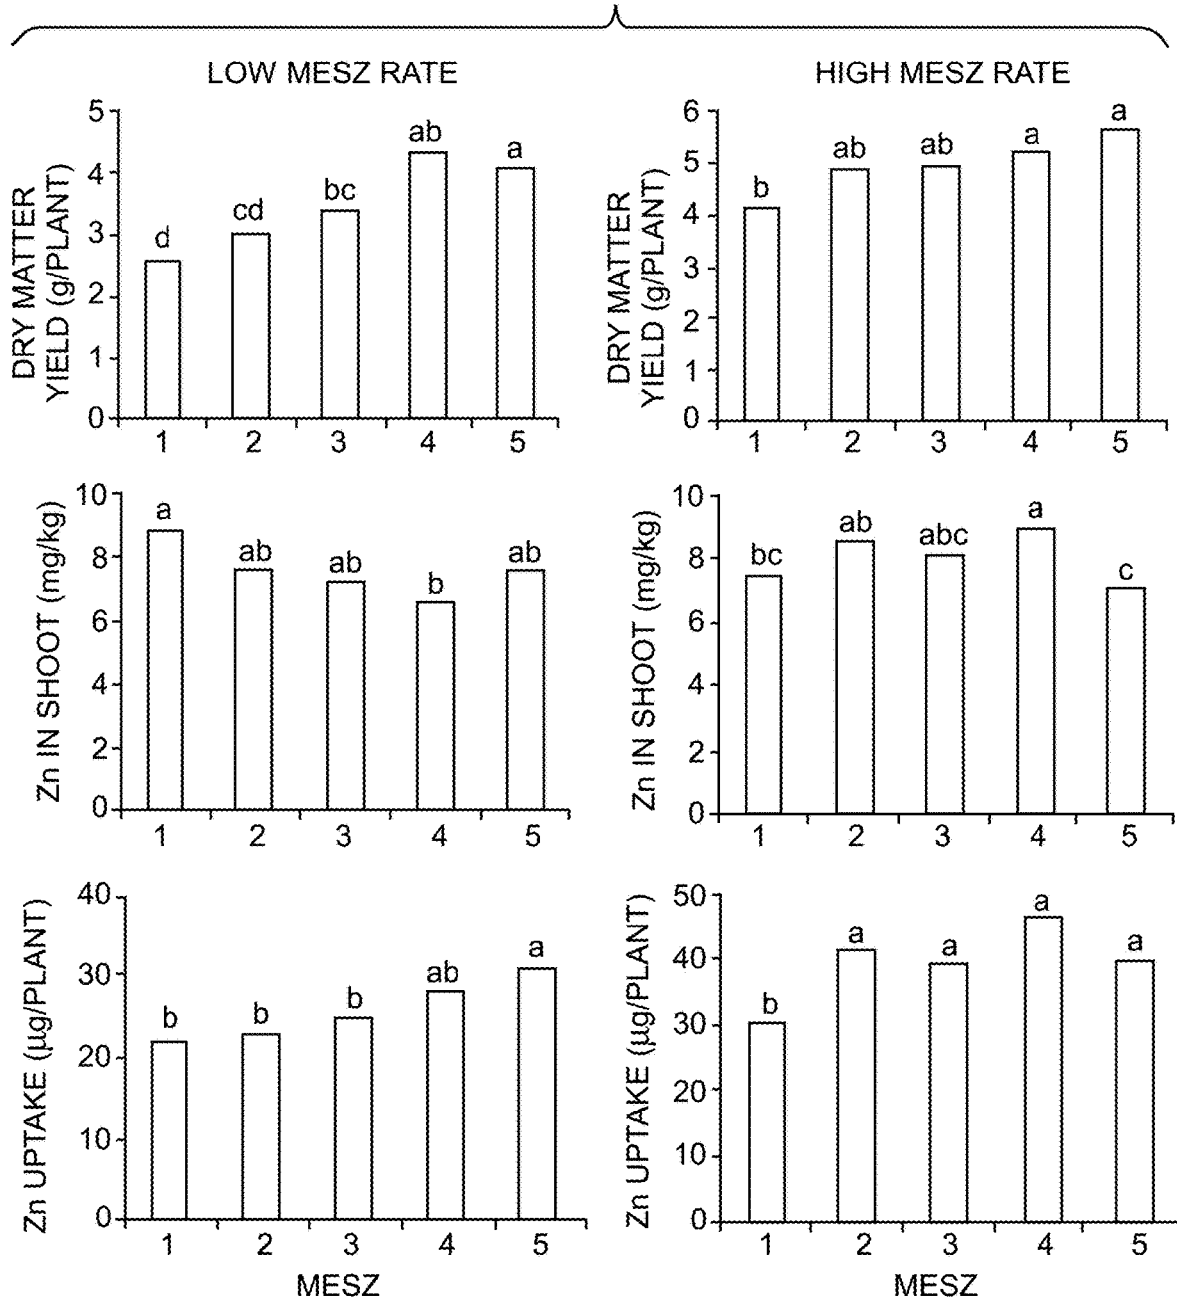 LOW MESZ RATE
HIGH MESZ RATE
DRY MATTER
YIELD (g/PLANT)
5
4
3
2
1
0
d
cd
bc
ab
a
1 2 3 4 5
DRY MATTER
YIELD (g/PLANT)
6
5
4
3
2
1
0
b
ab
ab
a
a
1 2 3 4 5
Zn IN SHOOT (mg/kg)
10
8
6
4
2
0
a
ab
ab
b
ab
1 2 3 4 5
Zn IN SHOOT (mg/kg)
10
8
6
4
2
0
bc
ab
abc
a
c
1 2 3 4 5
Zn UPTAKE (µg/PLANT)
40
30
20
10
0
b
b
b
ab
a
1 2 3 4 5
MESZ
Zn UPTAKE (µg/PLANT)
50
40
30
20
10
0
b
a
a
a
a
1 2 3 4 5
MESZ